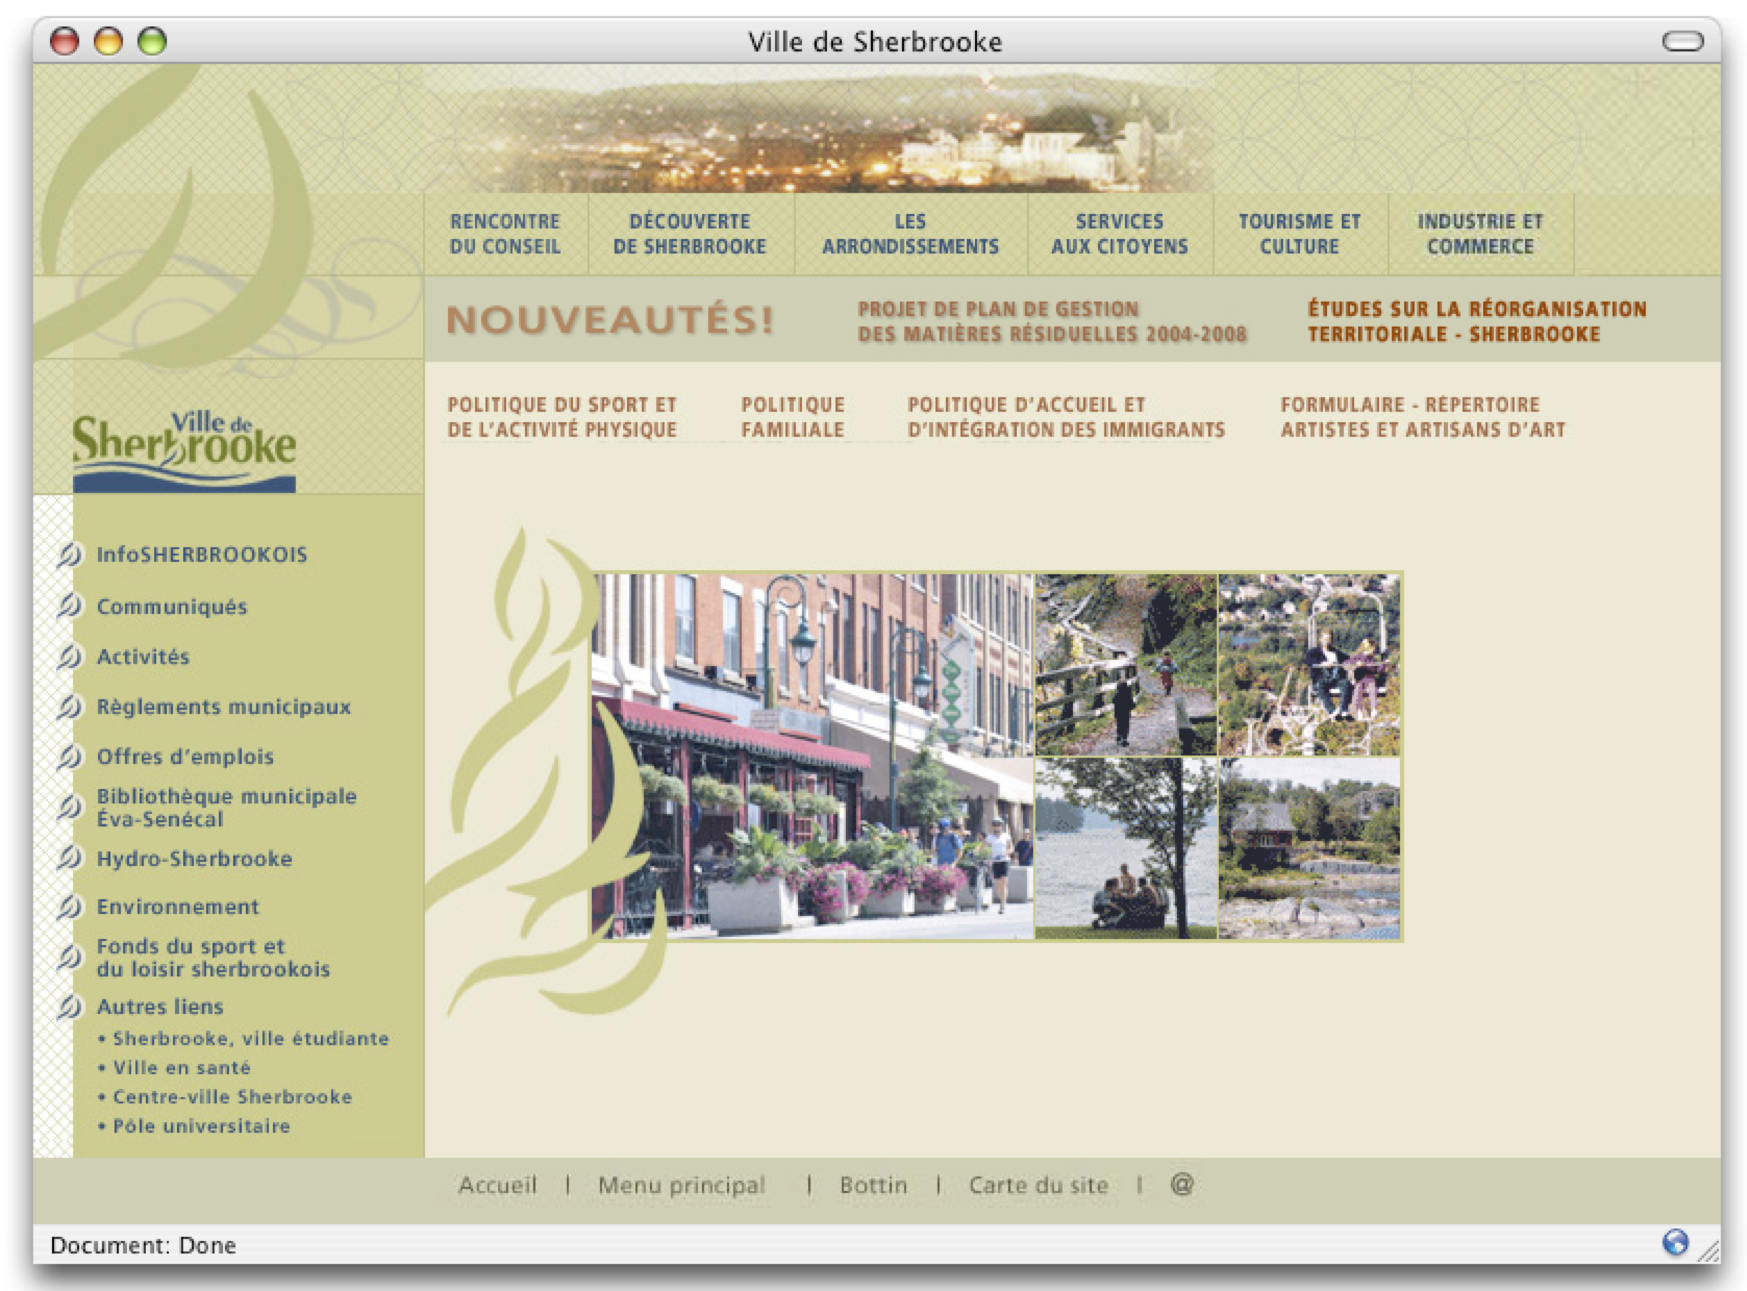 Ville de Sherbrooke
RENCONTRE
DU CONSEIL
DÉCOUVERTE
DE SHERBROOKE
LES
ARRONDISSEMENTS
SERVICES
AUX CITOYENS
TOURISME ET
CULTURE
INDUSTRIE ET
COMMERCE
NOUVEAUTÉS!
PROJET DE PLAN DE GESTION
DES MATIÈRES RÉSIDUELLES 2004-2008
ÉTUDES SUR LA RÉORGANISATION
TERRITORIALE - SHERBROOKE
POLITIQUE DU SPORT ET
DE L'ACTIVITÉ PHYSIQUE
POLITIQUE
FAMILIALE
POLITIQUE D'ACCUEIL ET
D'INTÉGRATION DES IMMIGRANTS
FORMULAIRE - RÉPERTOIRE
ARTISTES ET ARTISANS D'ART
Ville de
Sherbrooke
InfoSHERBROOKOIS
Communiqués
Activités
Règlements municipaux
Offres d'emplois
Bibliothèque municipale
Éva-Senécal
Hydro-Sherbrooke
Environnement
Fonds du sport et
du loisir sherbrookois
Autres liens
• Sherbrooke, ville étudiante
• Ville en santé
• Centre-ville Sherbrooke
• Pôle universitaire
Accueil | Menu principal | Bottin | Carte du site | @
Document: Done